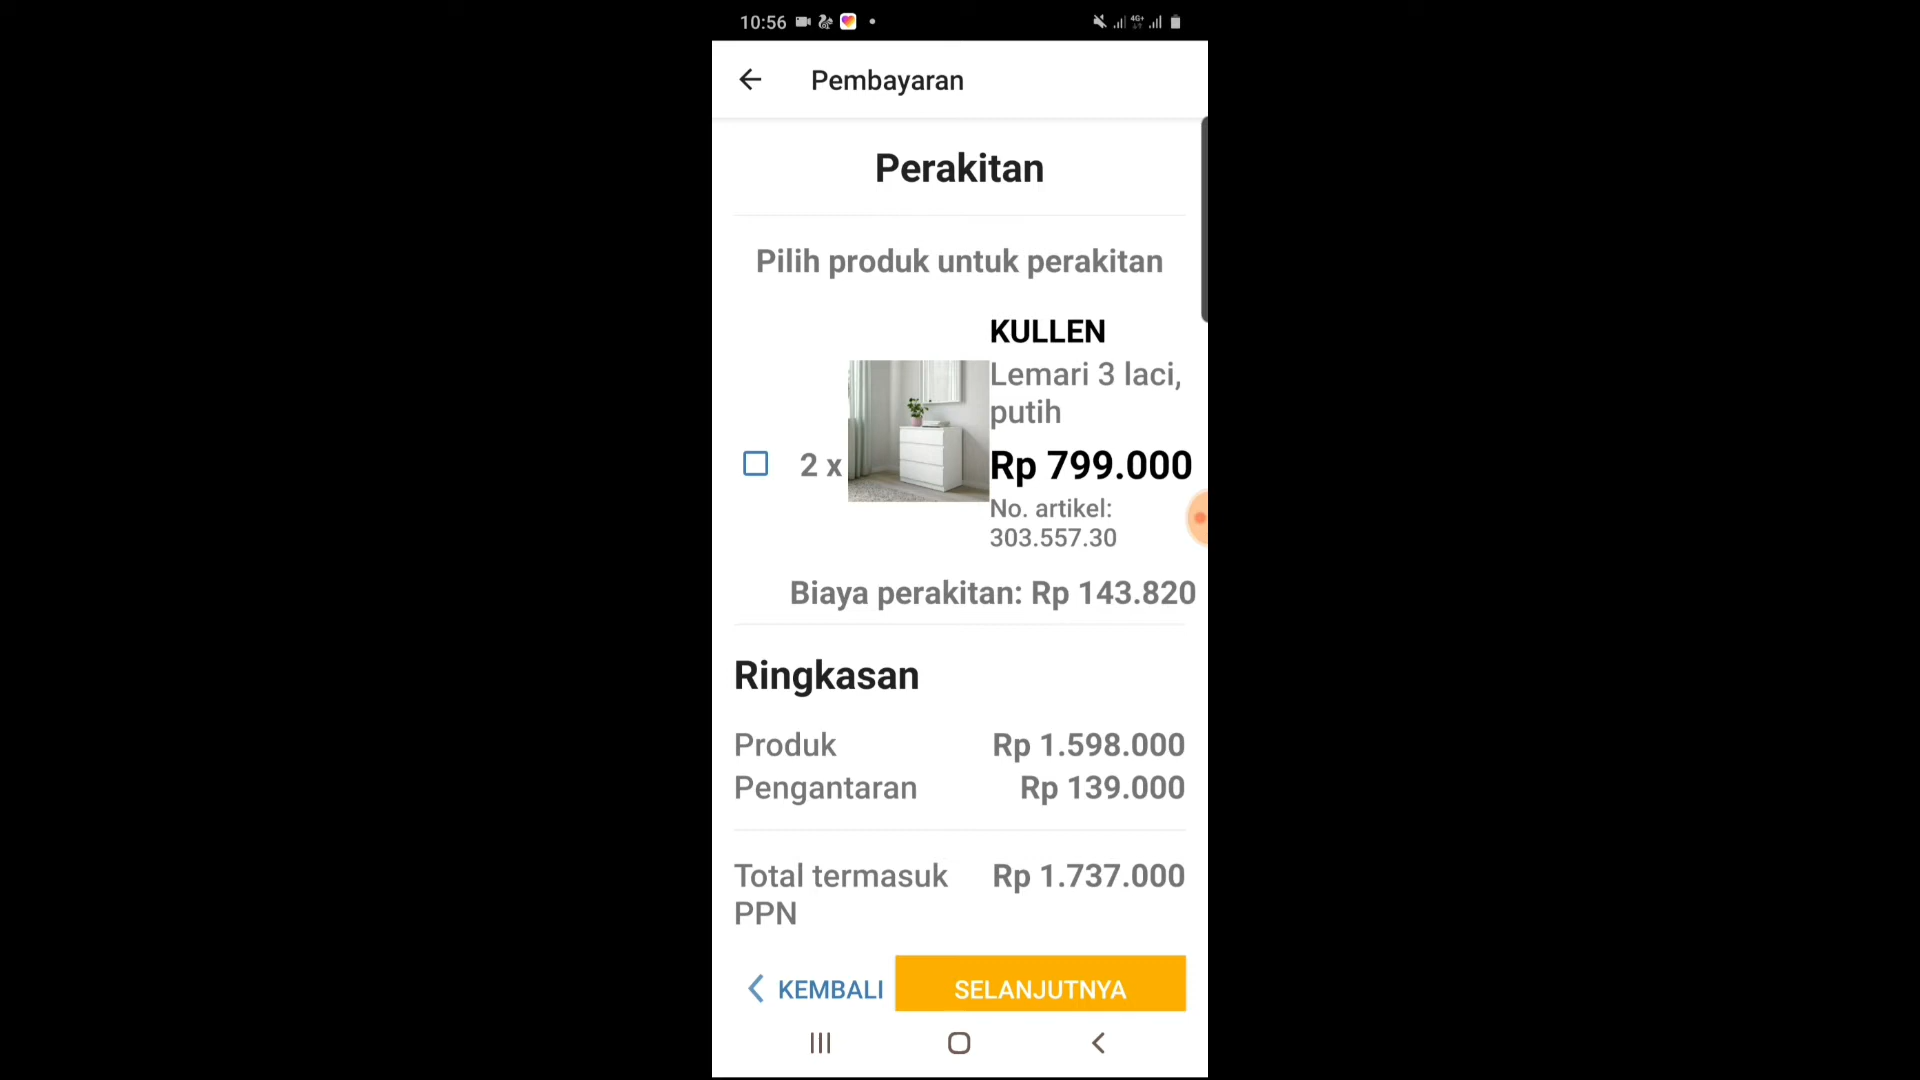 10:56
4G+
Pembayaran
Perakitan
Pilih produk untuk perakitan
KULLEN
Lemari 3 laci,
putih
2 x
Rp 799.000
No. artikel:
303.557.30
Biaya perakitan: Rp 143.820
Ringkasan
Produk Rp 1.598.000
Pengantaran Rp 139.000
Total termasuk Rp 1.737.000
PPN
KEMBALI SELANJUTNYA